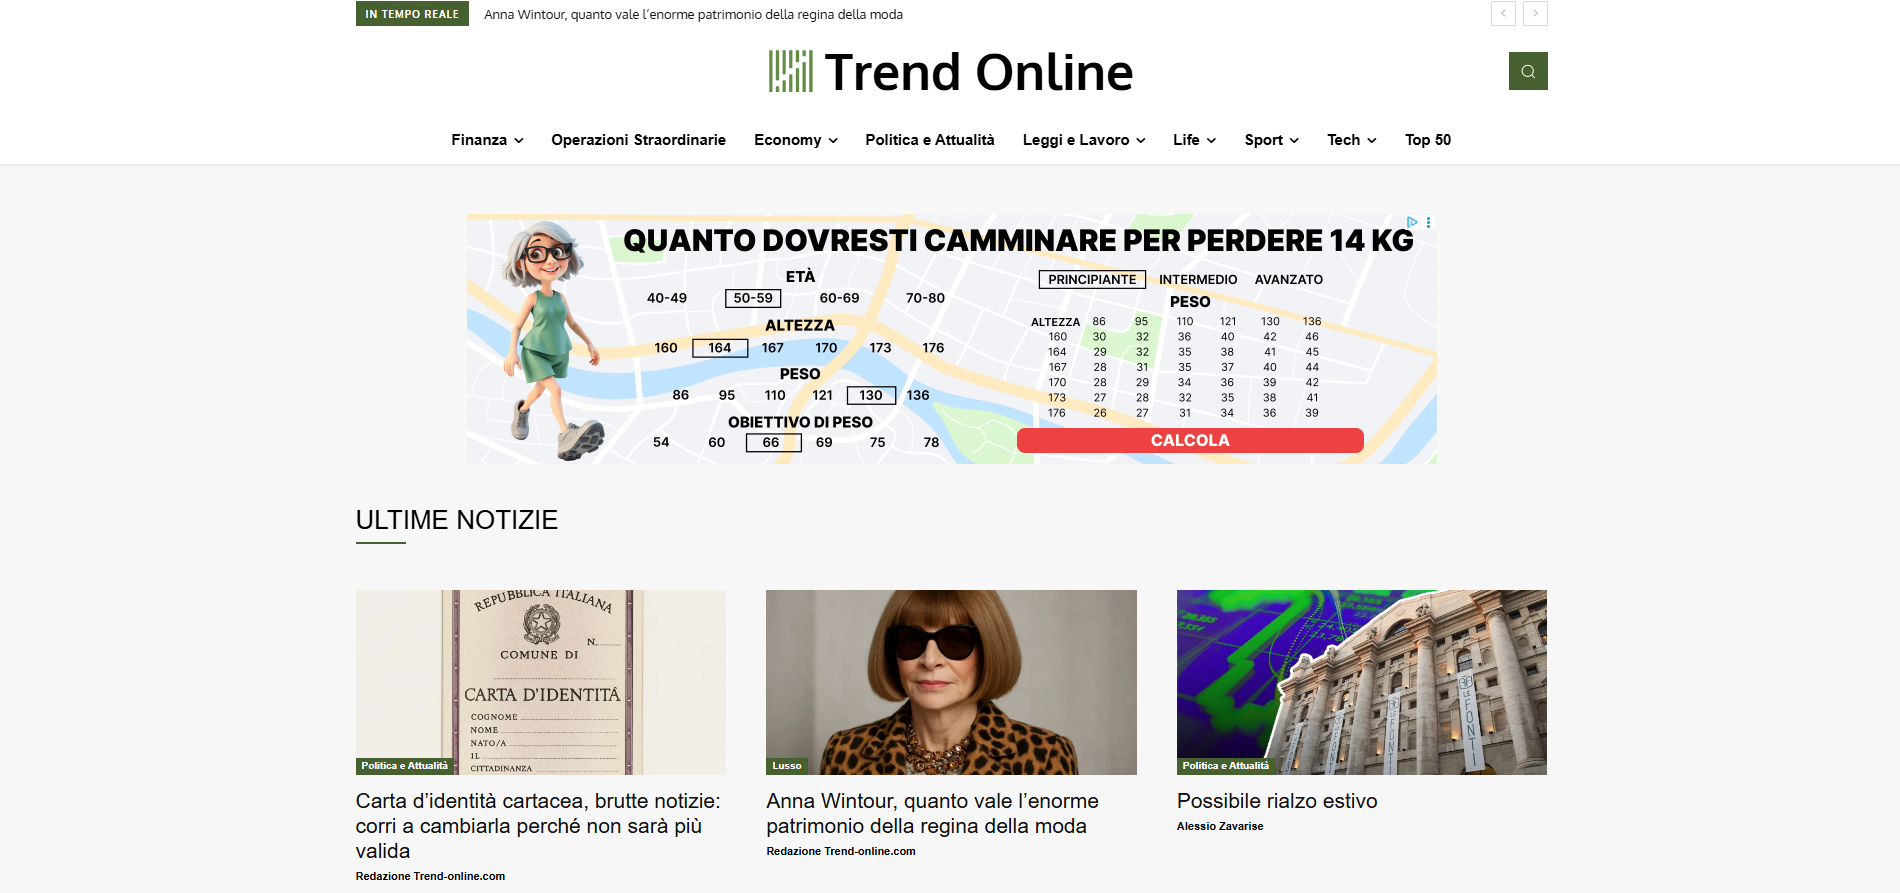 IN TEMPO REALE
Anna Wintour, quanto vale l’enorme patrimonio della regina della moda
Trend Online
Finanza Operazioni Straordinarie Economy Politica e Attualità Leggi e Lavoro Life Sport Tech Top 50
QUANTO DOVRESTI CAMMINARE PER PERDERE 14 KG
ETÀ
40-49 50-59 60-69 70-80
ALTEZZA
160 164 167 170 173 176
PESO
86 95 110 121 130 136
OBIETTIVO DI PESO
54 60 66 69 75 78
PRINCIPIANTE INTERMEDIO AVANZATO
PESO
ALTEZZA 86 95 110 121 130 136
160 30 32 36 40 42 46
164 29 32 35 38 41 45
167 28 31 35 37 40 44
170 28 29 34 36 39 42
173 27 28 32 35 38 41
176 26 27 31 34 36 39
CALCOLA
ULTIME NOTIZIE
REPUBBLICA ITALIANA
N.
COMUNE DI
CARTA D'IDENTITÁ
COGNOME
NOME
NATO/A
IL
CITTADINANZA
Politica e Attualità
Carta d’identità cartacea, brutte notizie:
corri a cambiarla perché non sarà più
valida
Redazione Trend-online.com
Lusso
Anna Wintour, quanto vale l’enorme
patrimonio della regina della moda
Redazione Trend-online.com
LE FONTI
LE FONTI
Politica e Attualità
Possibile rialzo estivo
Alessio Zavarise